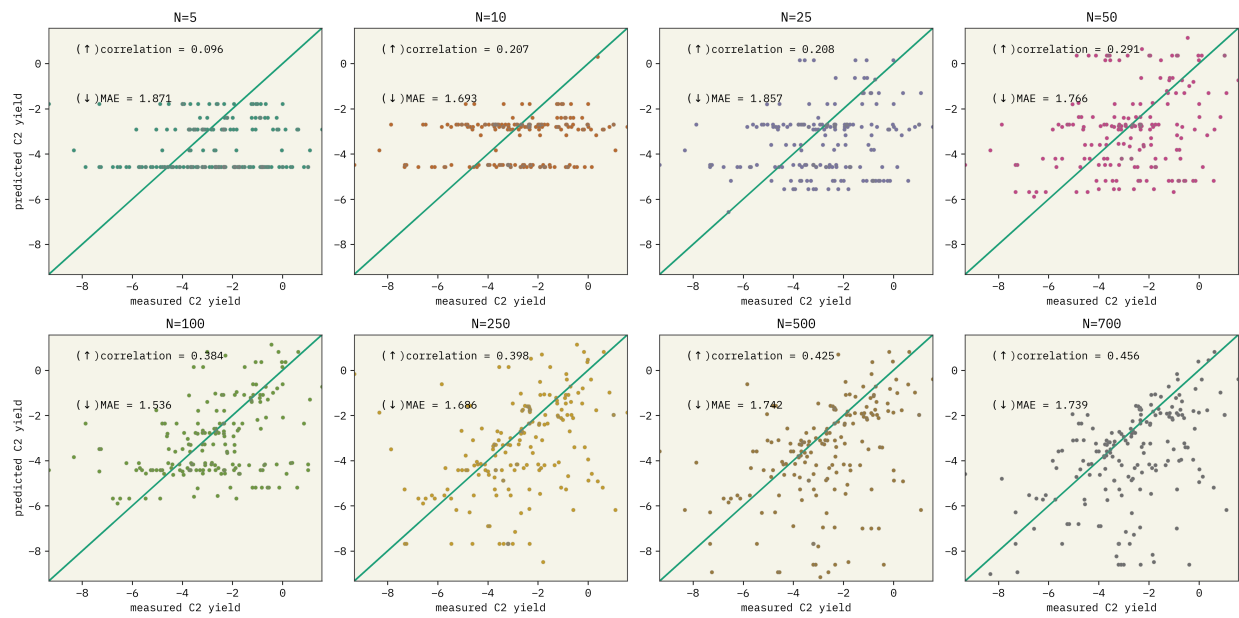 N=5
N=10
N=25
N=50
(↑)correlation = 0.096
(↑)correlation = 0.207
(↑)correlation = 0.208
(↑)correlation = 0.291
(↓)MAE = 1.871
(↓)MAE = 1.693
(↓)MAE = 1.857
(↓)MAE = 1.766
predicted C2 yield
0
−2
−4
−6
−8
0
−2
−4
−6
−8
0
−2
−4
−6
−8
0
−2
−4
−6
−8
−8 −6 −4 −2 0
−8 −6 −4 −2 0
−8 −6 −4 −2 0
−8 −6 −4 −2 0
measured C2 yield
measured C2 yield
measured C2 yield
measured C2 yield
N=100
N=250
N=500
N=700
(↑)correlation = 0.384
(↑)correlation = 0.398
(↑)correlation = 0.425
(↑)correlation = 0.456
(↓)MAE = 1.536
(↓)MAE = 1.686
(↓)MAE = 1.742
(↓)MAE = 1.739
predicted C2 yield
0
−2
−4
−6
−8
0
−2
−4
−6
−8
0
−2
−4
−6
−8
0
−2
−4
−6
−8
−8 −6 −4 −2 0
−8 −6 −4 −2 0
−8 −6 −4 −2 0
−8 −6 −4 −2 0
measured C2 yield
measured C2 yield
measured C2 yield
measured C2 yield